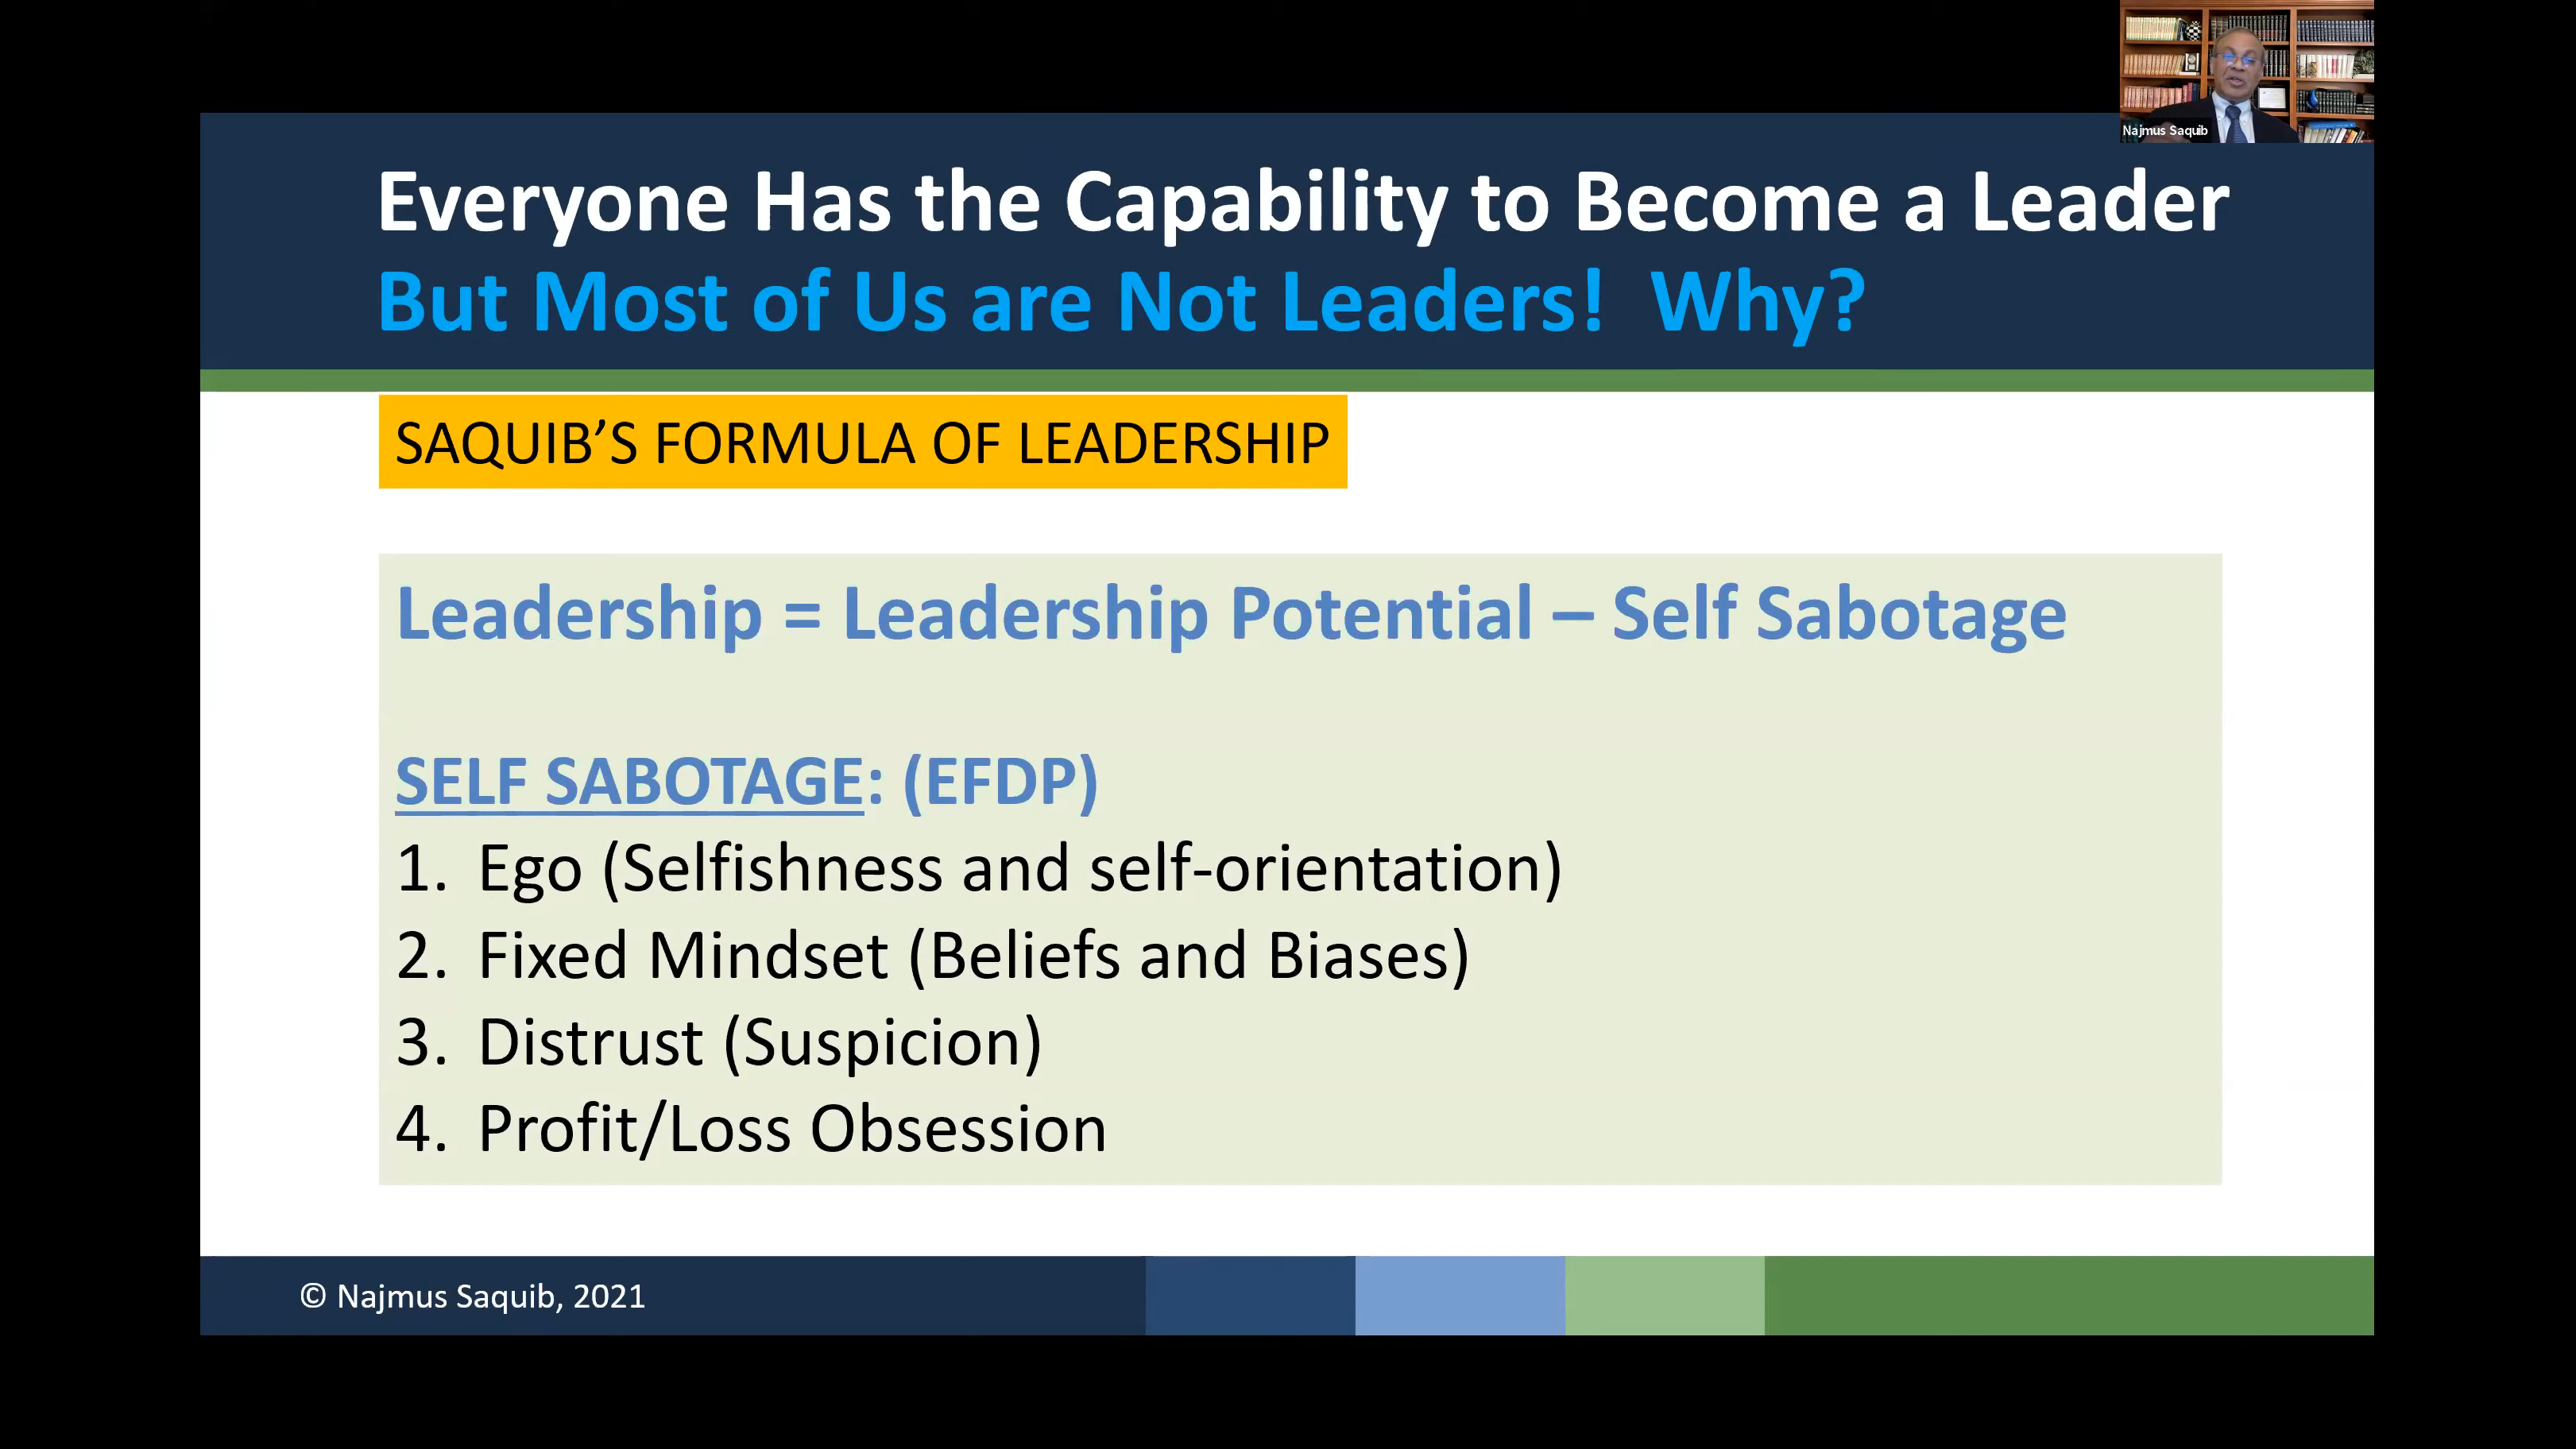 Najmus Saquib
Everyone Has the Capability to Become a Leader
But Most of Us are Not Leaders! Why?
SAQUIB’S FORMULA OF LEADERSHIP
Leadership = Leadership Potential – Self Sabotage
SELF SABOTAGE: (EFDP)
1. Ego (Selfishness and self-orientation)
2. Fixed Mindset (Beliefs and Biases)
3. Distrust (Suspicion)
4. Profit/Loss Obsession
© Najmus Saquib, 2021